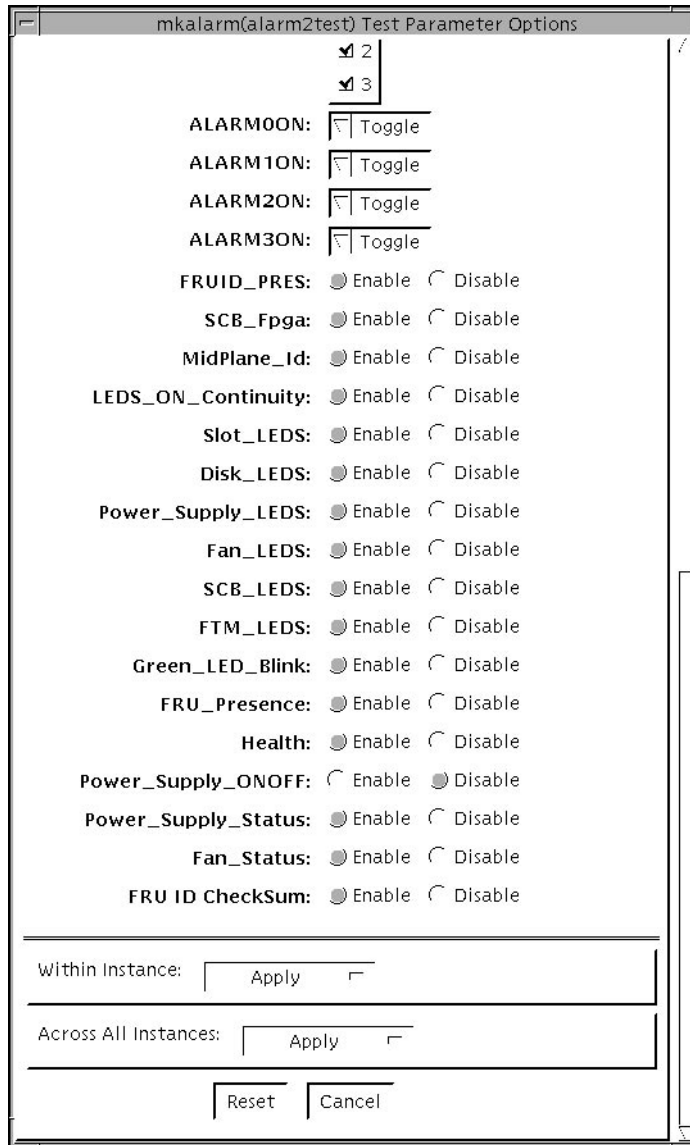 mkalarm(alarm2test) Test Parameter Options
2
3
ALARM0ON: Toggle
ALARM1ON: Toggle
ALARM2ON: Toggle
ALARM3ON: Toggle
FRUID_PRES: Enable Disable
SCB_Fpga: Enable Disable
MidPlane_Id: Enable Disable
LEDS_ON_Continuity: Enable Disable
Slot_LEDS: Enable Disable
Disk_LEDS: Enable Disable
Power_Supply_LEDS: Enable Disable
Fan_LEDS: Enable Disable
SCB_LEDS: Enable Disable
FTM_LEDS: Enable Disable
Green_LED_Blink: Enable Disable
FRU_Presence: Enable Disable
Health: Enable Disable
Power_Supply_ONOFF: Enable Disable
Power_Supply_Status: Enable Disable
Fan_Status: Enable Disable
FRU ID CheckSum: Enable Disable
Within Instance: Apply
Across All Instances: Apply
Reset Cancel